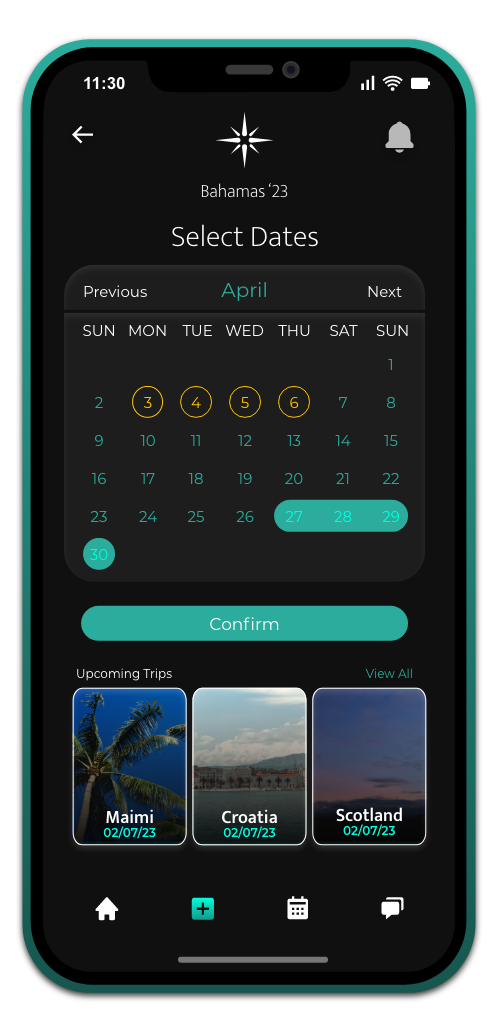 11:30
Bahamas ‘23
Select Dates
Previous April Next
SUN MON TUE WED THU SAT SUN
1
2 3 4 5 6 7 8
9 10 11 12 13 14 15
16 17 18 19 20 21 22
23 24 25 26 27 28 29
30
Confirm
Upcoming Trips View All
Maimi Croatia Scotland
02/07/23 02/07/23 02/07/23